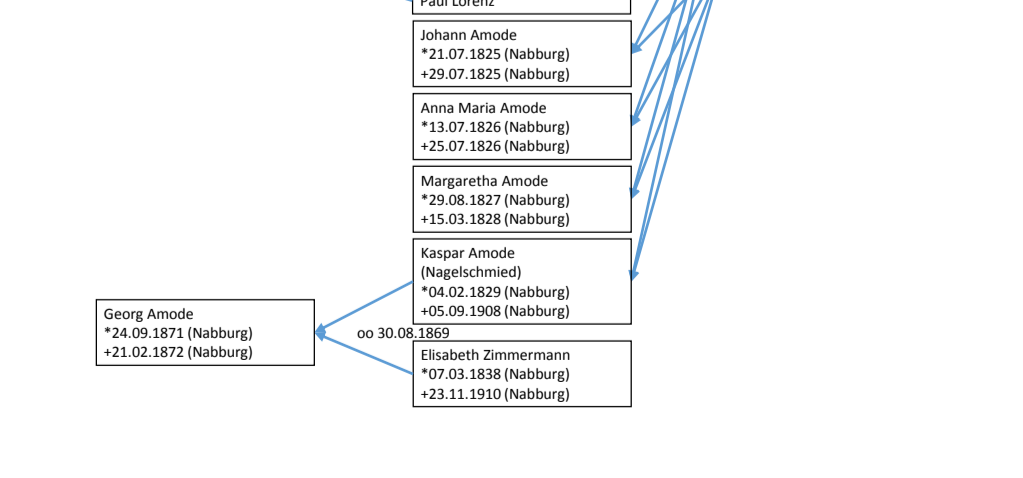 Paul Lorenz
Johann Amode
*21.07.1825 (Nabburg)
+29.07.1825 (Nabburg)
Anna Maria Amode
*13.07.1826 (Nabburg)
+25.07.1826 (Nabburg)
Margaretha Amode
*29.08.1827 (Nabburg)
+15.03.1828 (Nabburg)
Kaspar Amode
(Nagelschmied)
*04.02.1829 (Nabburg)
+05.09.1908 (Nabburg)
Georg Amode
*24.09.1871 (Nabburg)
+21.02.1872 (Nabburg)
oo 30.08.1869
Elisabeth Zimmermann
*07.03.1838 (Nabburg)
+23.11.1910 (Nabburg)